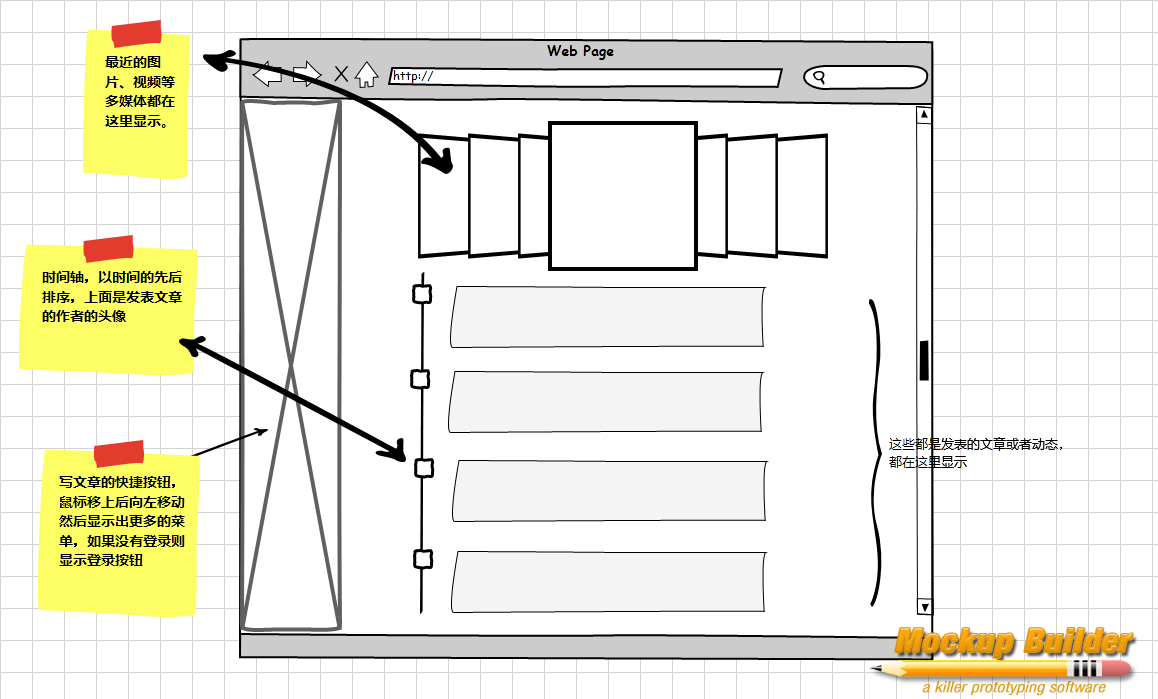 最近的图
片、视频等
多媒体都在
这里显示。
Web Page
http://
时间轴，以时间的先后
排序，上面是发表文章
的作者的头像
写文章的快捷按钮，
鼠标移上后向左移动
然后显示出更多的菜
单，如果没有登录则
显示登录按钮
这些都是发表的文章或者动态，
都在这里显示
Mockup Builder
a killer prototyping software